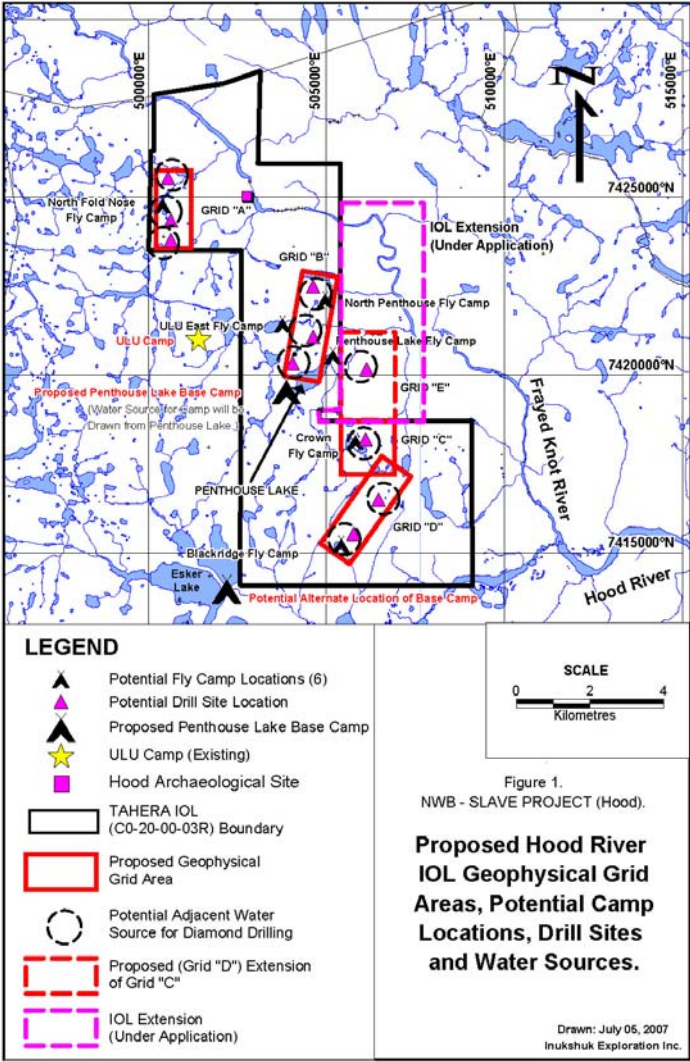 500000°E
505000°E
510000°E
515000°E
N
7425000°N
North Fold Nose
Fly Camp
GRID "A"
IOL Extension
(Under Application)
GRID "B"
North Penthouse Fly Camp
ULU East Fly Camp
ULU Camp
Penthouse Lake Fly Camp
7420000°N
Proposed Penthouse Lake Base Camp
(Water Source for Camp will be
Drawn from Penthouse Lake.)
GRID "E"
Crown
Fly Camp
GRID "C"
Frayed Knot River
PENTHOUSE LAKE
GRID "D"
7415000°N
Blackridge Fly Camp
Esker
Lake
Hood River
Potential Alternate Location of Base Camp
LEGEND
Potential Fly Camp Locations (6)
Potential Drill Site Location
Proposed Penthouse Lake Base Camp
ULU Camp (Existing)
Hood Archaeological Site
TAHERA IOL
(C0-20-00-03R) Boundary
Proposed Geophysical
Grid Area
Potential Adjacent Water
Source for Diamond Drilling
Proposed (Grid "D") Extension
of Grid "C"
IOL Extension
(Under Application)
SCALE
0 2 4
Kilometres
Figure 1.
NWB - SLAVE PROJECT (Hood).
Proposed Hood River
IOL Geophysical Grid
Areas, Potential Camp
Locations, Drill Sites
and Water Sources.
Drawn: July 05, 2007
Inukshuk Exploration Inc.